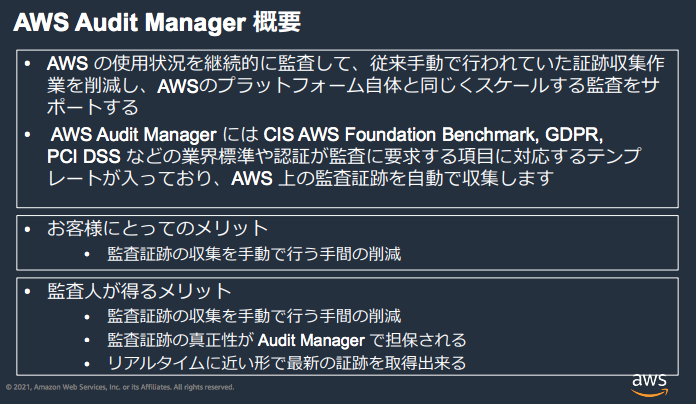 AWS Audit Manager 概要
• AWS の使用状況を継続的に監査して、従来手動で行われていた証跡収集作
業を削減し、AWSのプラットフォーム自体と同じくスケールする監査をサ
ポートする
• AWS Audit Manager には CIS AWS Foundation Benchmark, GDPR,
PCI DSS などの業界標準や認証が監査に要求する項目に対応するテンプ
レートが入っており、AWS 上の監査証跡を自動で収集します
• お客様にとってのメリット
• 監査証跡の収集を手動で行う手間の削減
• 監査人が得るメリット
• 監査証跡の収集を手動で行う手間の削減
• 監査証跡の真正性が Audit Manager で担保される
• リアルタイムに近い形で最新の証跡を取得出来る
© 2021, Amazon Web Services, Inc. or its Affiliates. All rights reserved.
aws